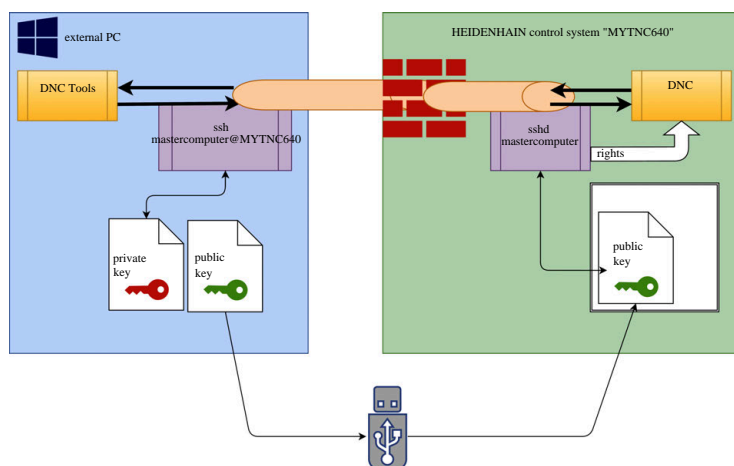 external PC
HEIDENHAIN control system "MYTNC640"
DNC Tools
DNC
ssh
mastercomputer@MYTNC640
sshd
mastercomputer
rights
private
key
public
key
public
key